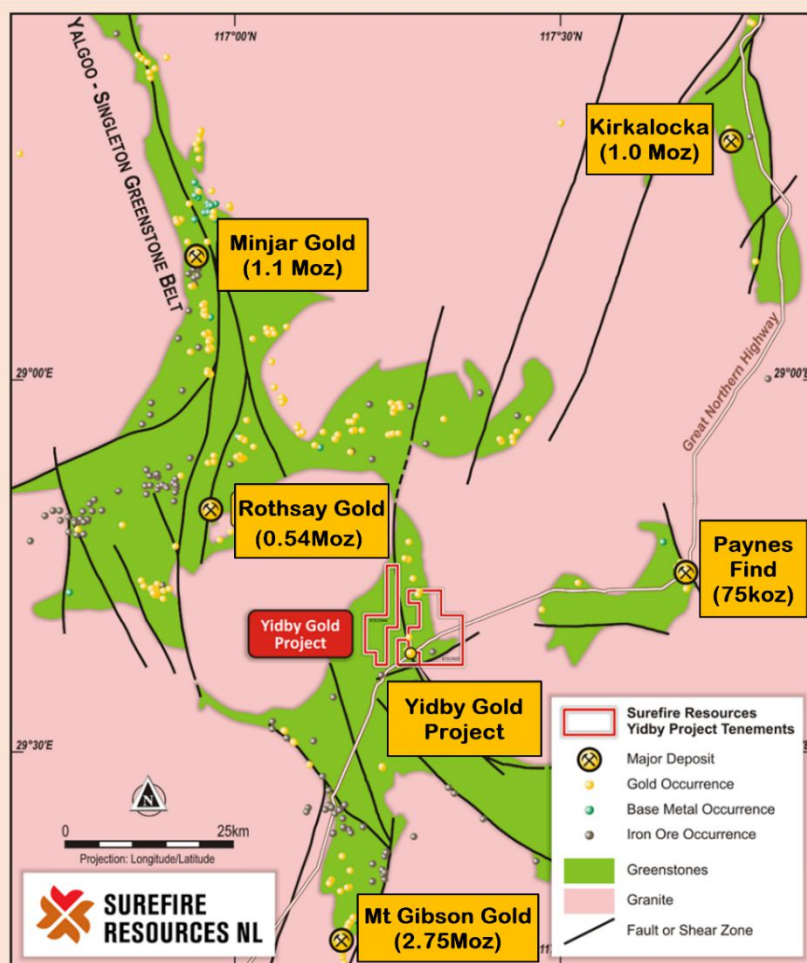 117°00'E
117°30'E
YALGOO - SINGLETON GREENSTONE BELT
Kirkalocka
(1.0 Moz)
Minjar Gold
(1.1 Moz)
29°00'E
29°00'E
Great Northern Highway
Rothsay Gold
(0.54Moz)
Paynes
Find
(75koz)
Yidby Gold
Project
Yidby Gold
Project
29°30'E
N
0
25km
Projection: Longitude/Latitude
Surefire Resources
Yidby Project Tenements
Major Deposit
Gold Occurrence
Base Metal Occurrence
Iron Ore Occurrence
Greenstones
Granite
Fault or Shear Zone
SUREFIRE
RESOURCES NL
Mt Gibson Gold
(2.75Moz)